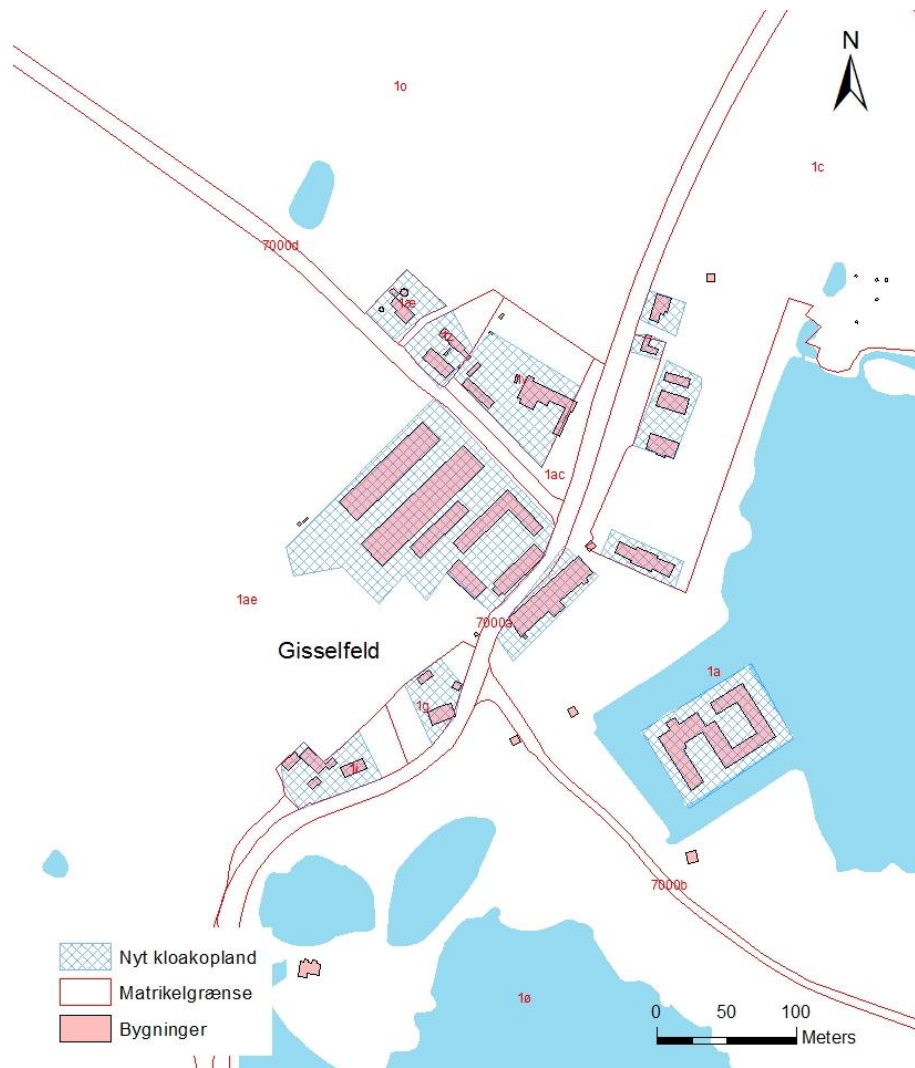 N
1o
1c
7000d
1æ
1ac
1ae
7000a
Gisselfeld
1a
1g
7000b
1ø
Nyt kloakopland
Matrikelgrænse
Bygninger
0 50 100
Meters